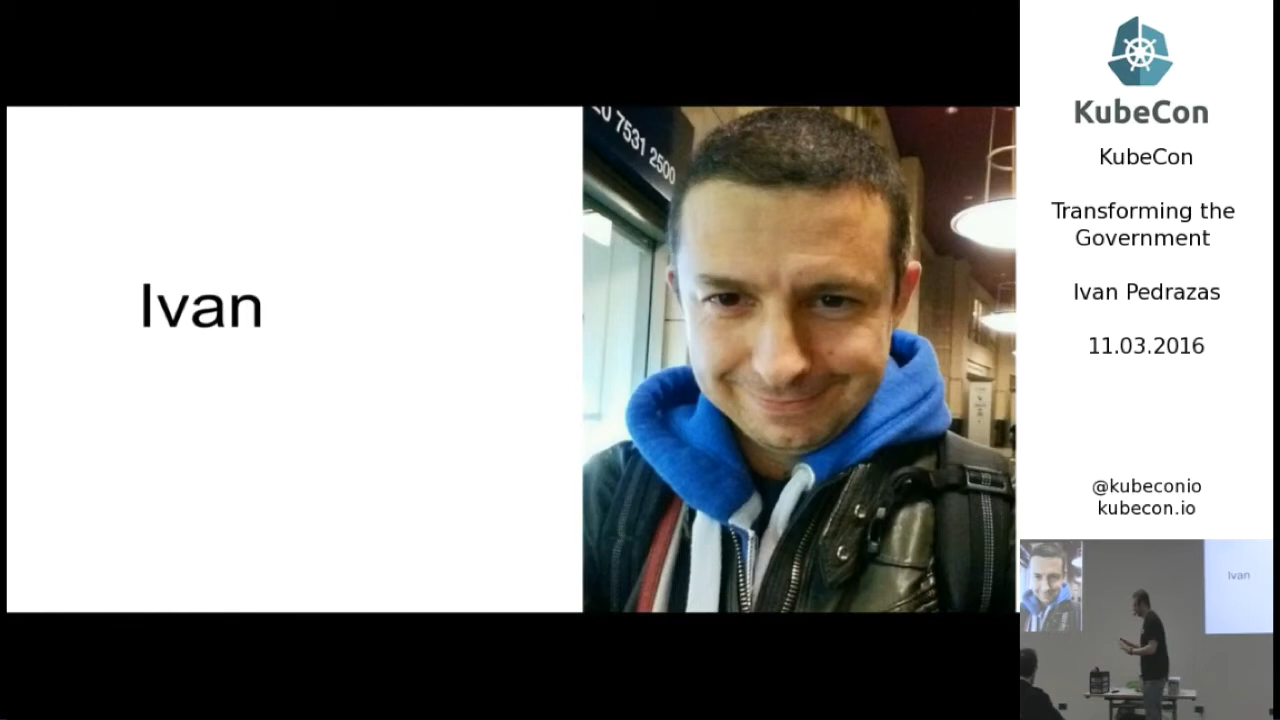 Ivan
20 7531 2500
KubeCon
KubeCon
Transforming the
Government
Ivan Pedrazas
11.03.2016
@kubeconio
kubecon.io
Ivan